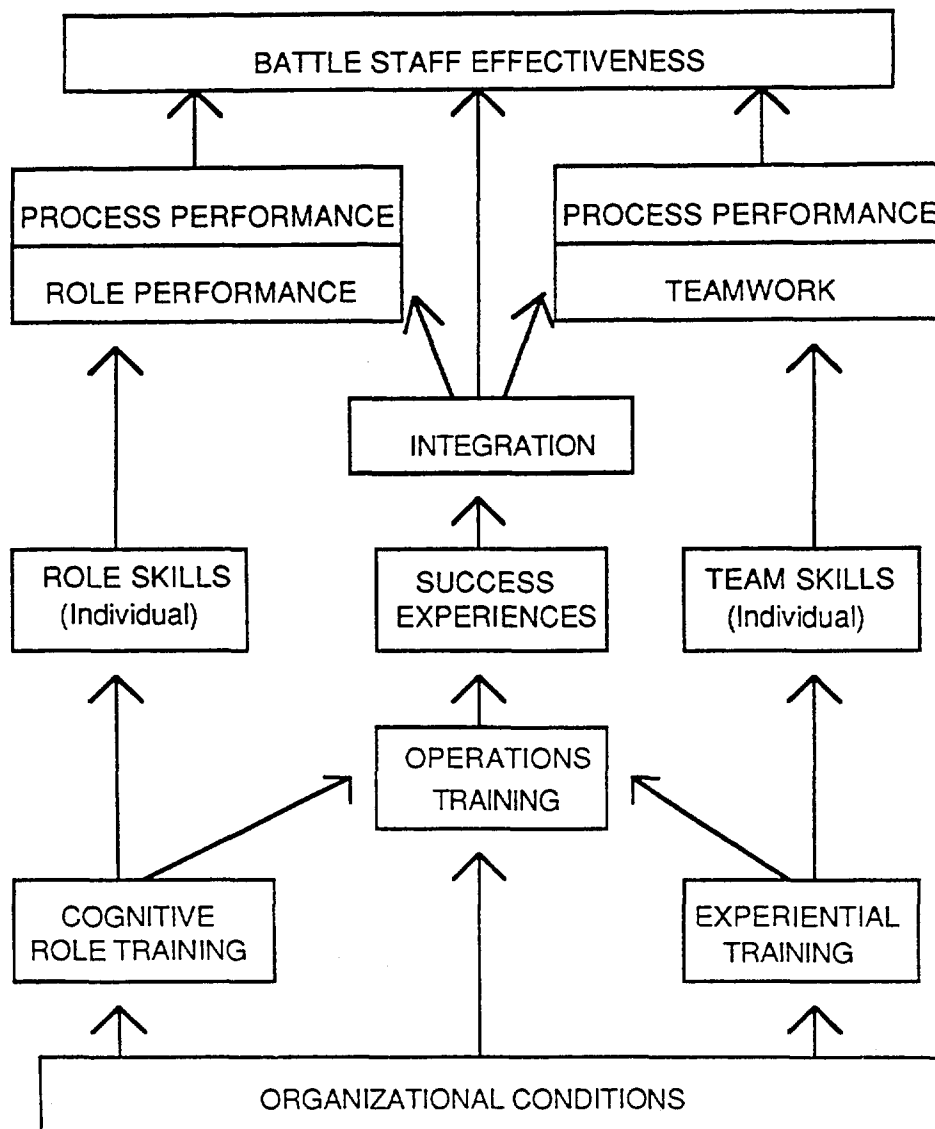 BATTLE STAFF EFFECTIVENESS
PROCESS PERFORMANCE
ROLE PERFORMANCE
PROCESS PERFORMANCE
TEAMWORK
INTEGRATION
ROLE SKILLS
(Individual)
SUCCESS
EXPERIENCES
TEAM SKILLS
(Individual)
OPERATIONS
TRAINING
COGNITIVE
ROLE TRAINING
EXPERIENTIAL
TRAINING
ORGANIZATIONAL CONDITIONS